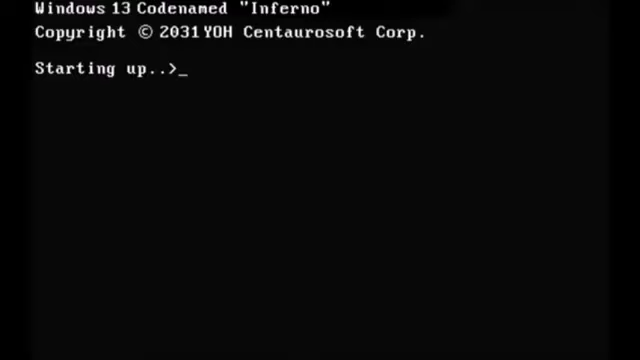 Windows 13 Codenamed "Inferno"
Copyright © 2031 YOH Centaurosoft Corp.
Starting up..>_